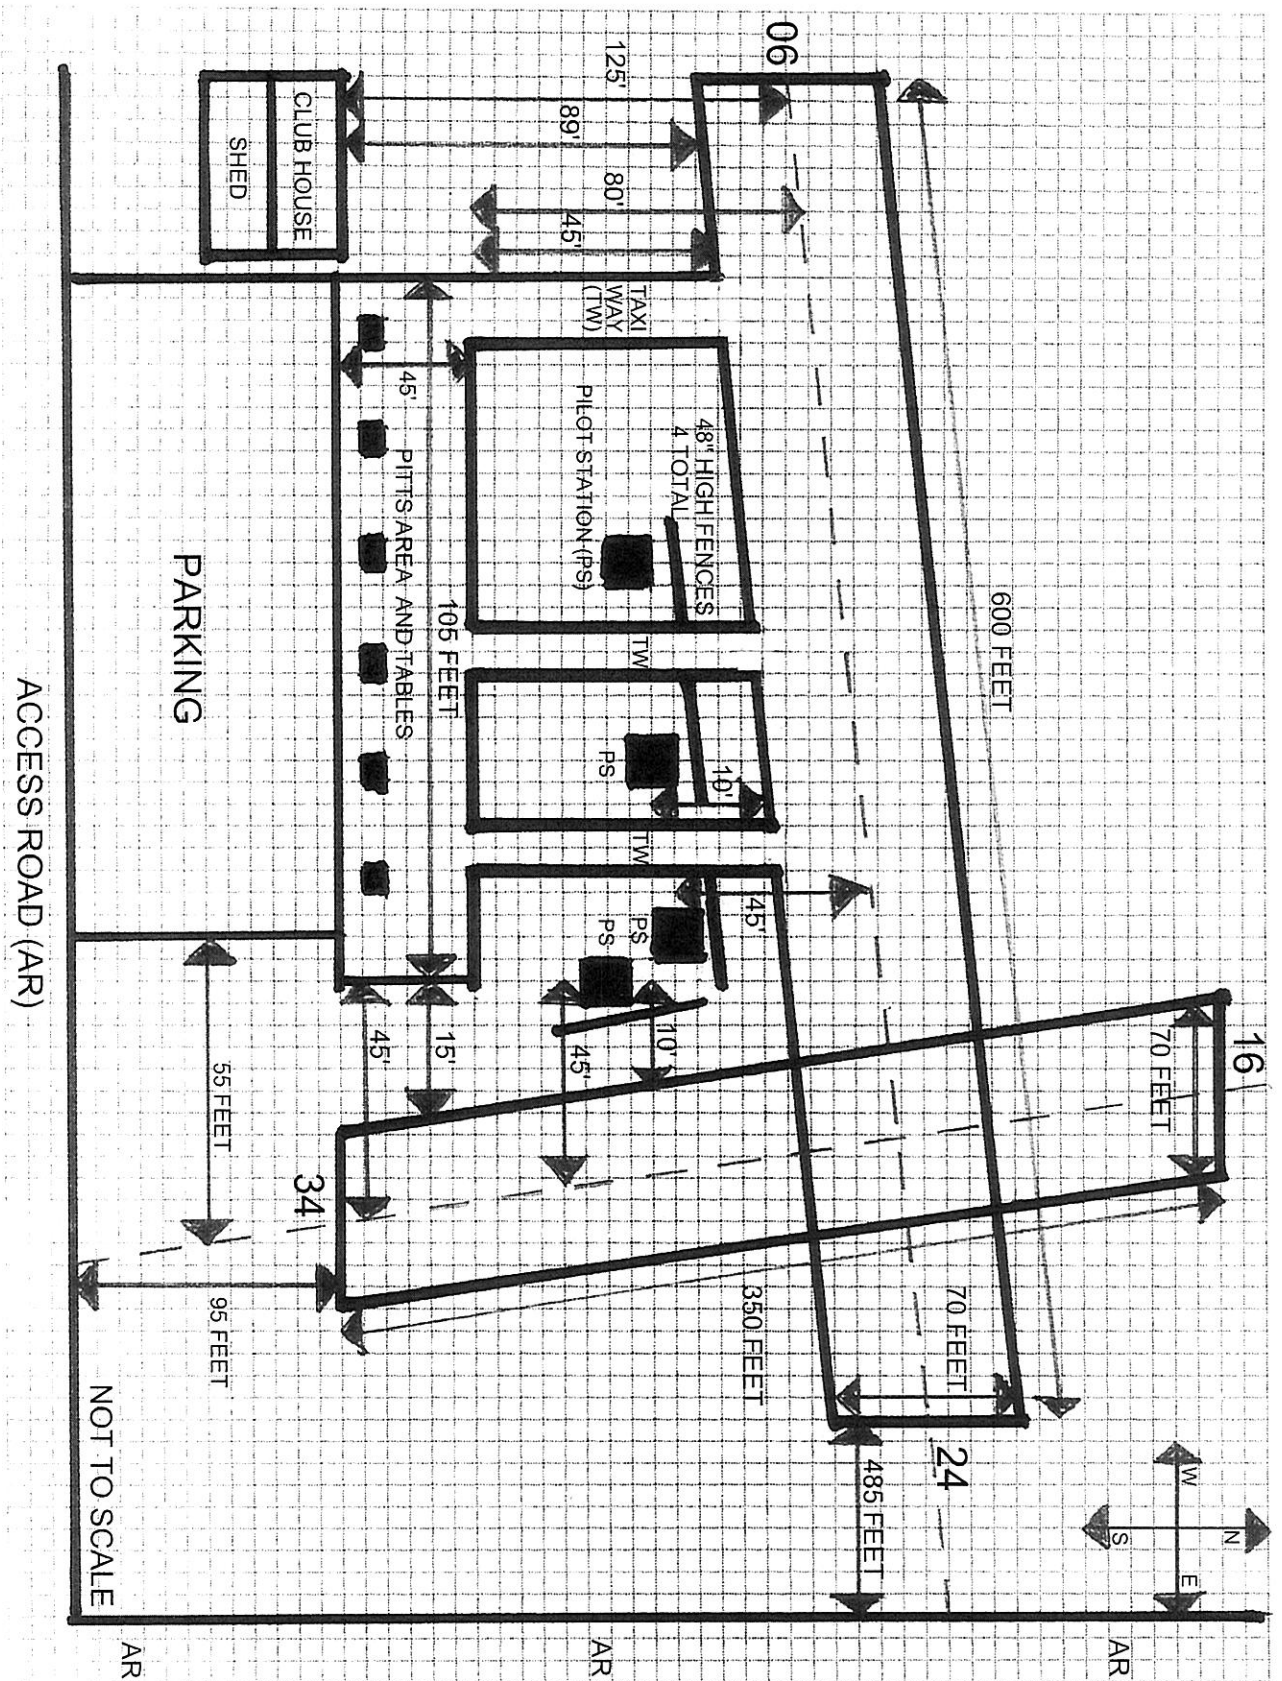 16
N
W
E
S
70 FEET
AR
600 FEET
24
70 FEET
485 FEET
06
45'
350 FEET
10'
48" HIGH FENCES
4 TOTAL
10'
TAXI
WAY
(TW)
TW
TW
125'
80'
AR
PS
PS
PS
PILOT STATION (PS)
89'
45'
45'
105 FEET
15'
45'
PITTS AREA AND TABLES
45'
34
CLUB HOUSE
SHED
55 FEET
95 FEET
PARKING
AR
NOT TO SCALE
ACCESS ROAD (AR)